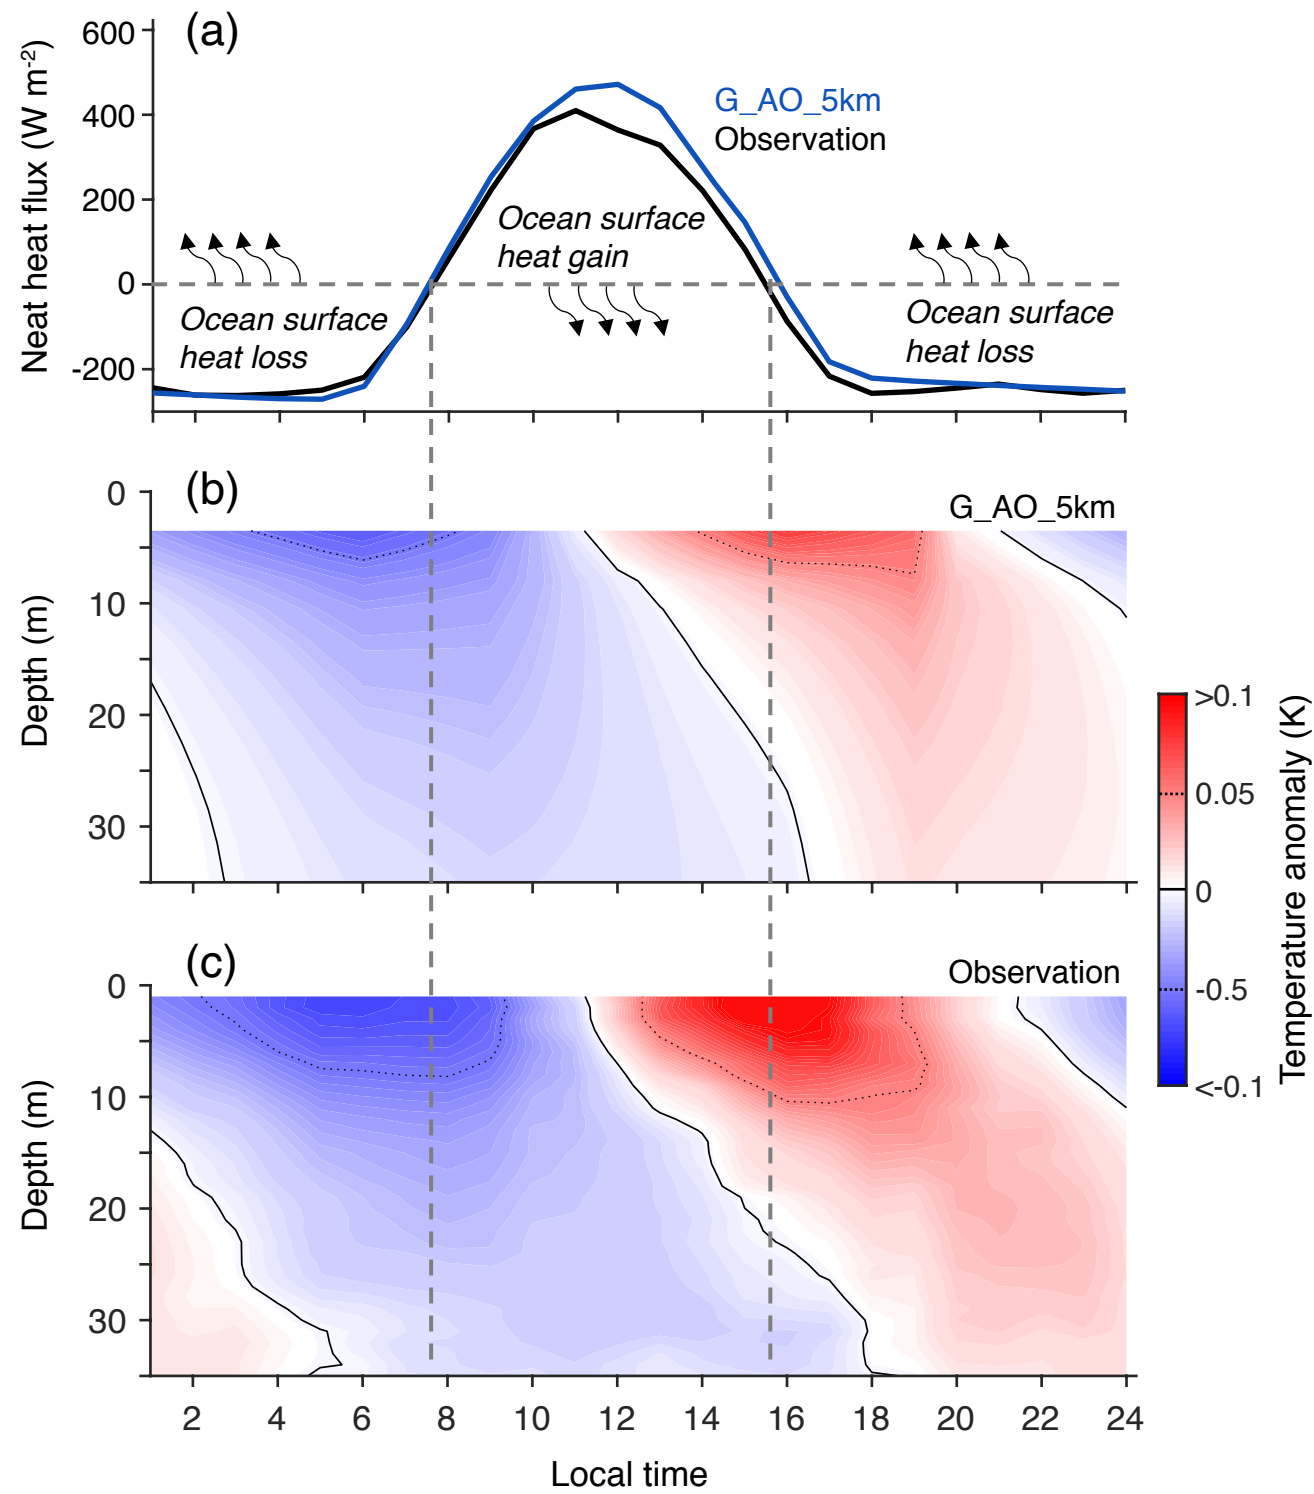 (a)
Neat heat flux (W m-2)
600
400
200
0
-200
G_AO_5km
Observation
Ocean surface
heat gain
Ocean surface
heat loss
Ocean surface
heat loss
(b)
G_AO_5km
Depth (m)
0
10
20
30
(c)
Observation
Depth (m)
0
10
20
30
2 4 6 8 10 12 14 16 18 20 22 24
Local time
>0.1
0.05
0
-0.5
<-0.1
Temperature anomaly (K)